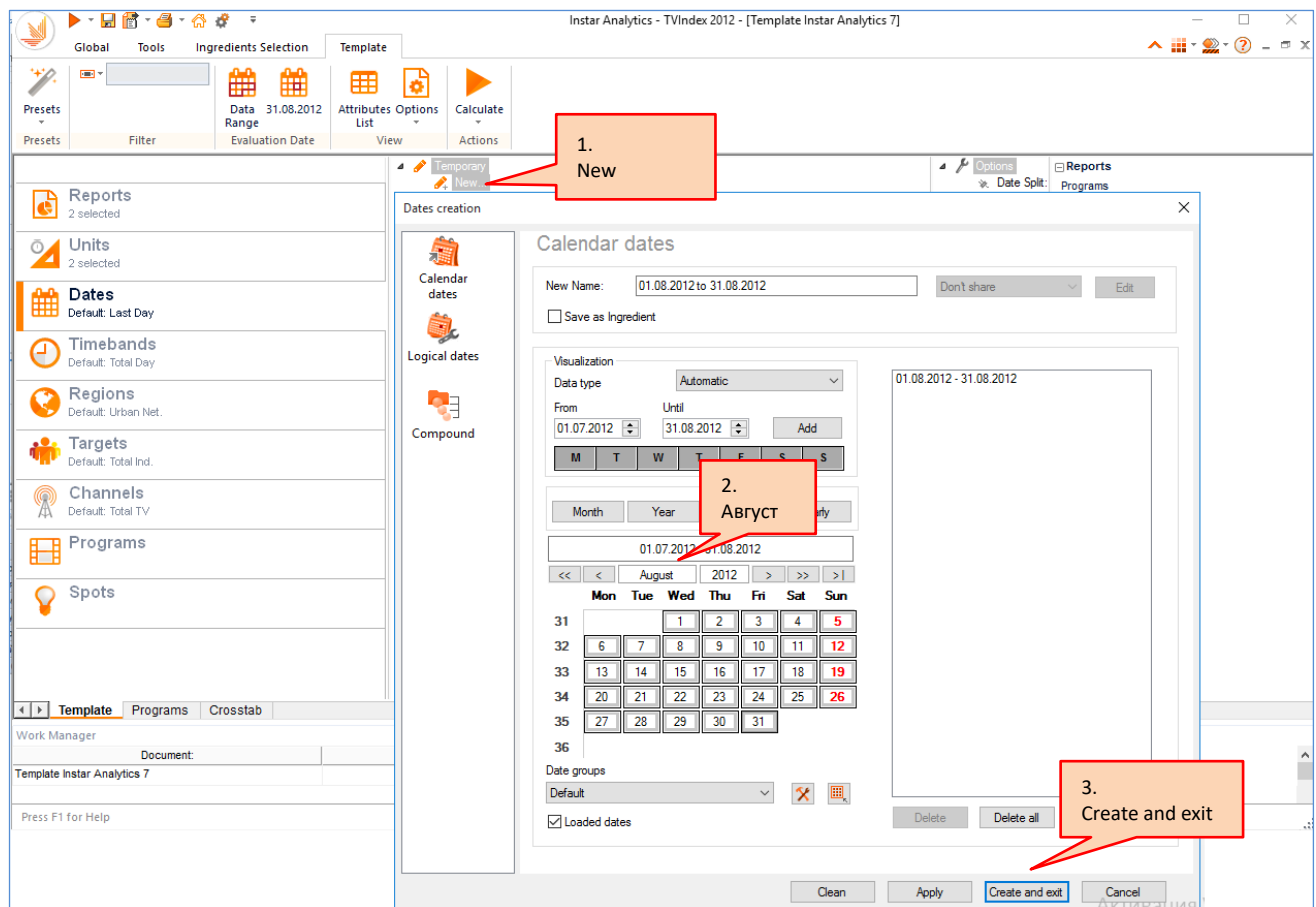 Instar Analytics - TVIndex 2012 - [Template Instar Analytics 7]
Global Tools Ingredients Selection Template
Presets
Data Range
31.08.2012
Attributes List
Options
Calculate
Presets Filter Evaluation Date View Actions
1.
New
Temporary
New...
Options
Date Split:
Reports
Programs
Reports
2 selected
Units
2 selected
Dates
Default: Last Day
Timebands
Default: Total Day
Regions
Default: Urban Net.
Targets
Default: Total Ind.
Channels
Default: Total TV
Programs
Spots
Template Programs Crosstab
Work Manager
Document:
Template Instar Analytics 7
Press F1 for Help
Dates creation
Calendar dates
Logical dates
Compound
Calendar dates
New Name: 01.08.2012 to 31.08.2012 Don't share Edit
Save as Ingredient
Visualization
Data type Automatic
From Until
01.07.2012 31.08.2012 Add
M T W T F S S
01.08.2012 - 31.08.2012
2.
Август
Month Year
01.07.2012 31.08.2012
<< < August 2012 > >> >|
Mon Tue Wed Thu Fri Sat Sun
31 1 2 3 4 5
32 6 7 8 9 10 11 12
33 13 14 15 16 17 18 19
34 20 21 22 23 24 25 26
35 27 28 29 30 31
36
Date groups
Default
Loaded dates
Delete Delete all
3.
Create and exit
Clean Apply Create and exit Cancel